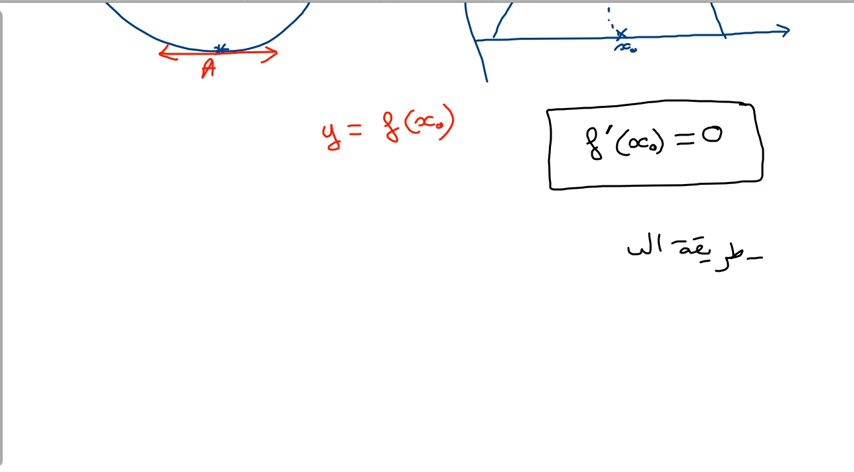 A
x₀
y = f(x₀)
f'(x₀) = 0
- طريقة ال